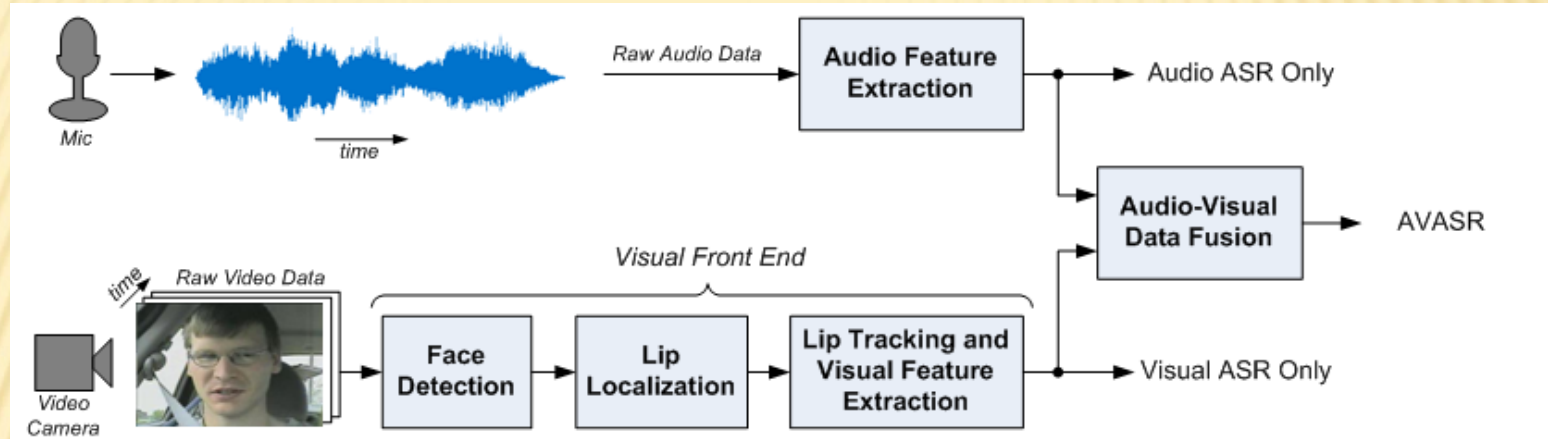 Mic
time
Raw Audio Data
Audio Feature
Extraction
Audio ASR Only
Audio-Visual
Data Fusion
AVASR
Visual Front End
time
Raw Video Data
Video
Camera
Face
Detection
Lip
Localization
Lip Tracking and
Visual Feature
Extraction
Visual ASR Only